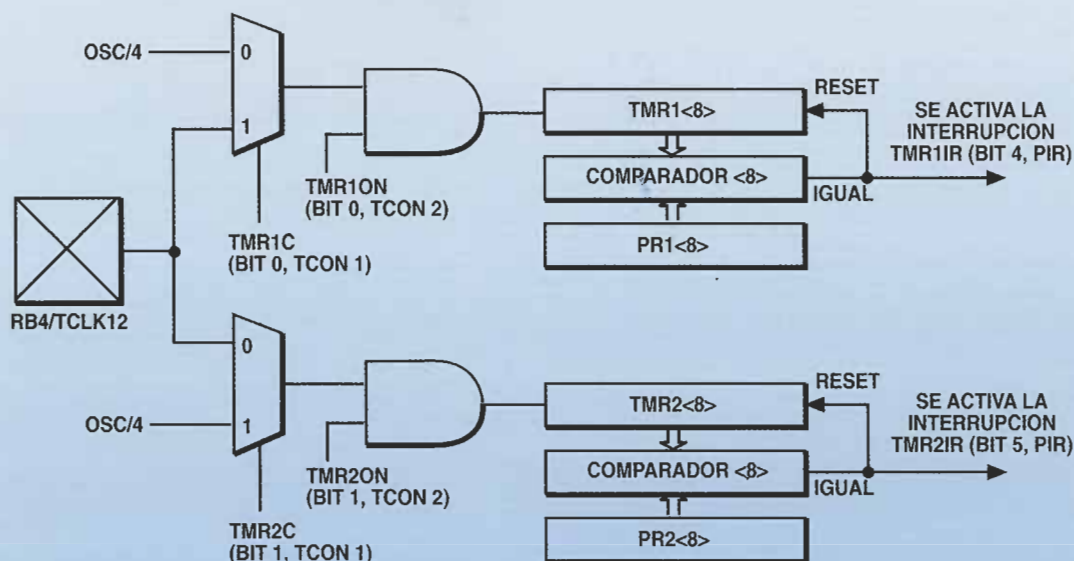 OSC/4
0
1
TMR1ON
(BIT 0, TCON 2)
TMR1C
(BIT 0, TCON 1)
RB4/TCLK12
TMR1<8>
RESET
COMPARADOR <8>
IGUAL
PR1<8>
SE ACTIVA LA
INTERRUPCION
TMR1IR (BIT 4, PIR)
0
OSC/4
1
TMR2ON
(BIT 1, TCON 2)
TMR2C
(BIT 1, TCON 1)
TMR2<8>
RESET
COMPARADOR <8>
IGUAL
PR2<8>
SE ACTIVA LA
INTERRUPCION
TMR2IR (BIT 5, PIR)